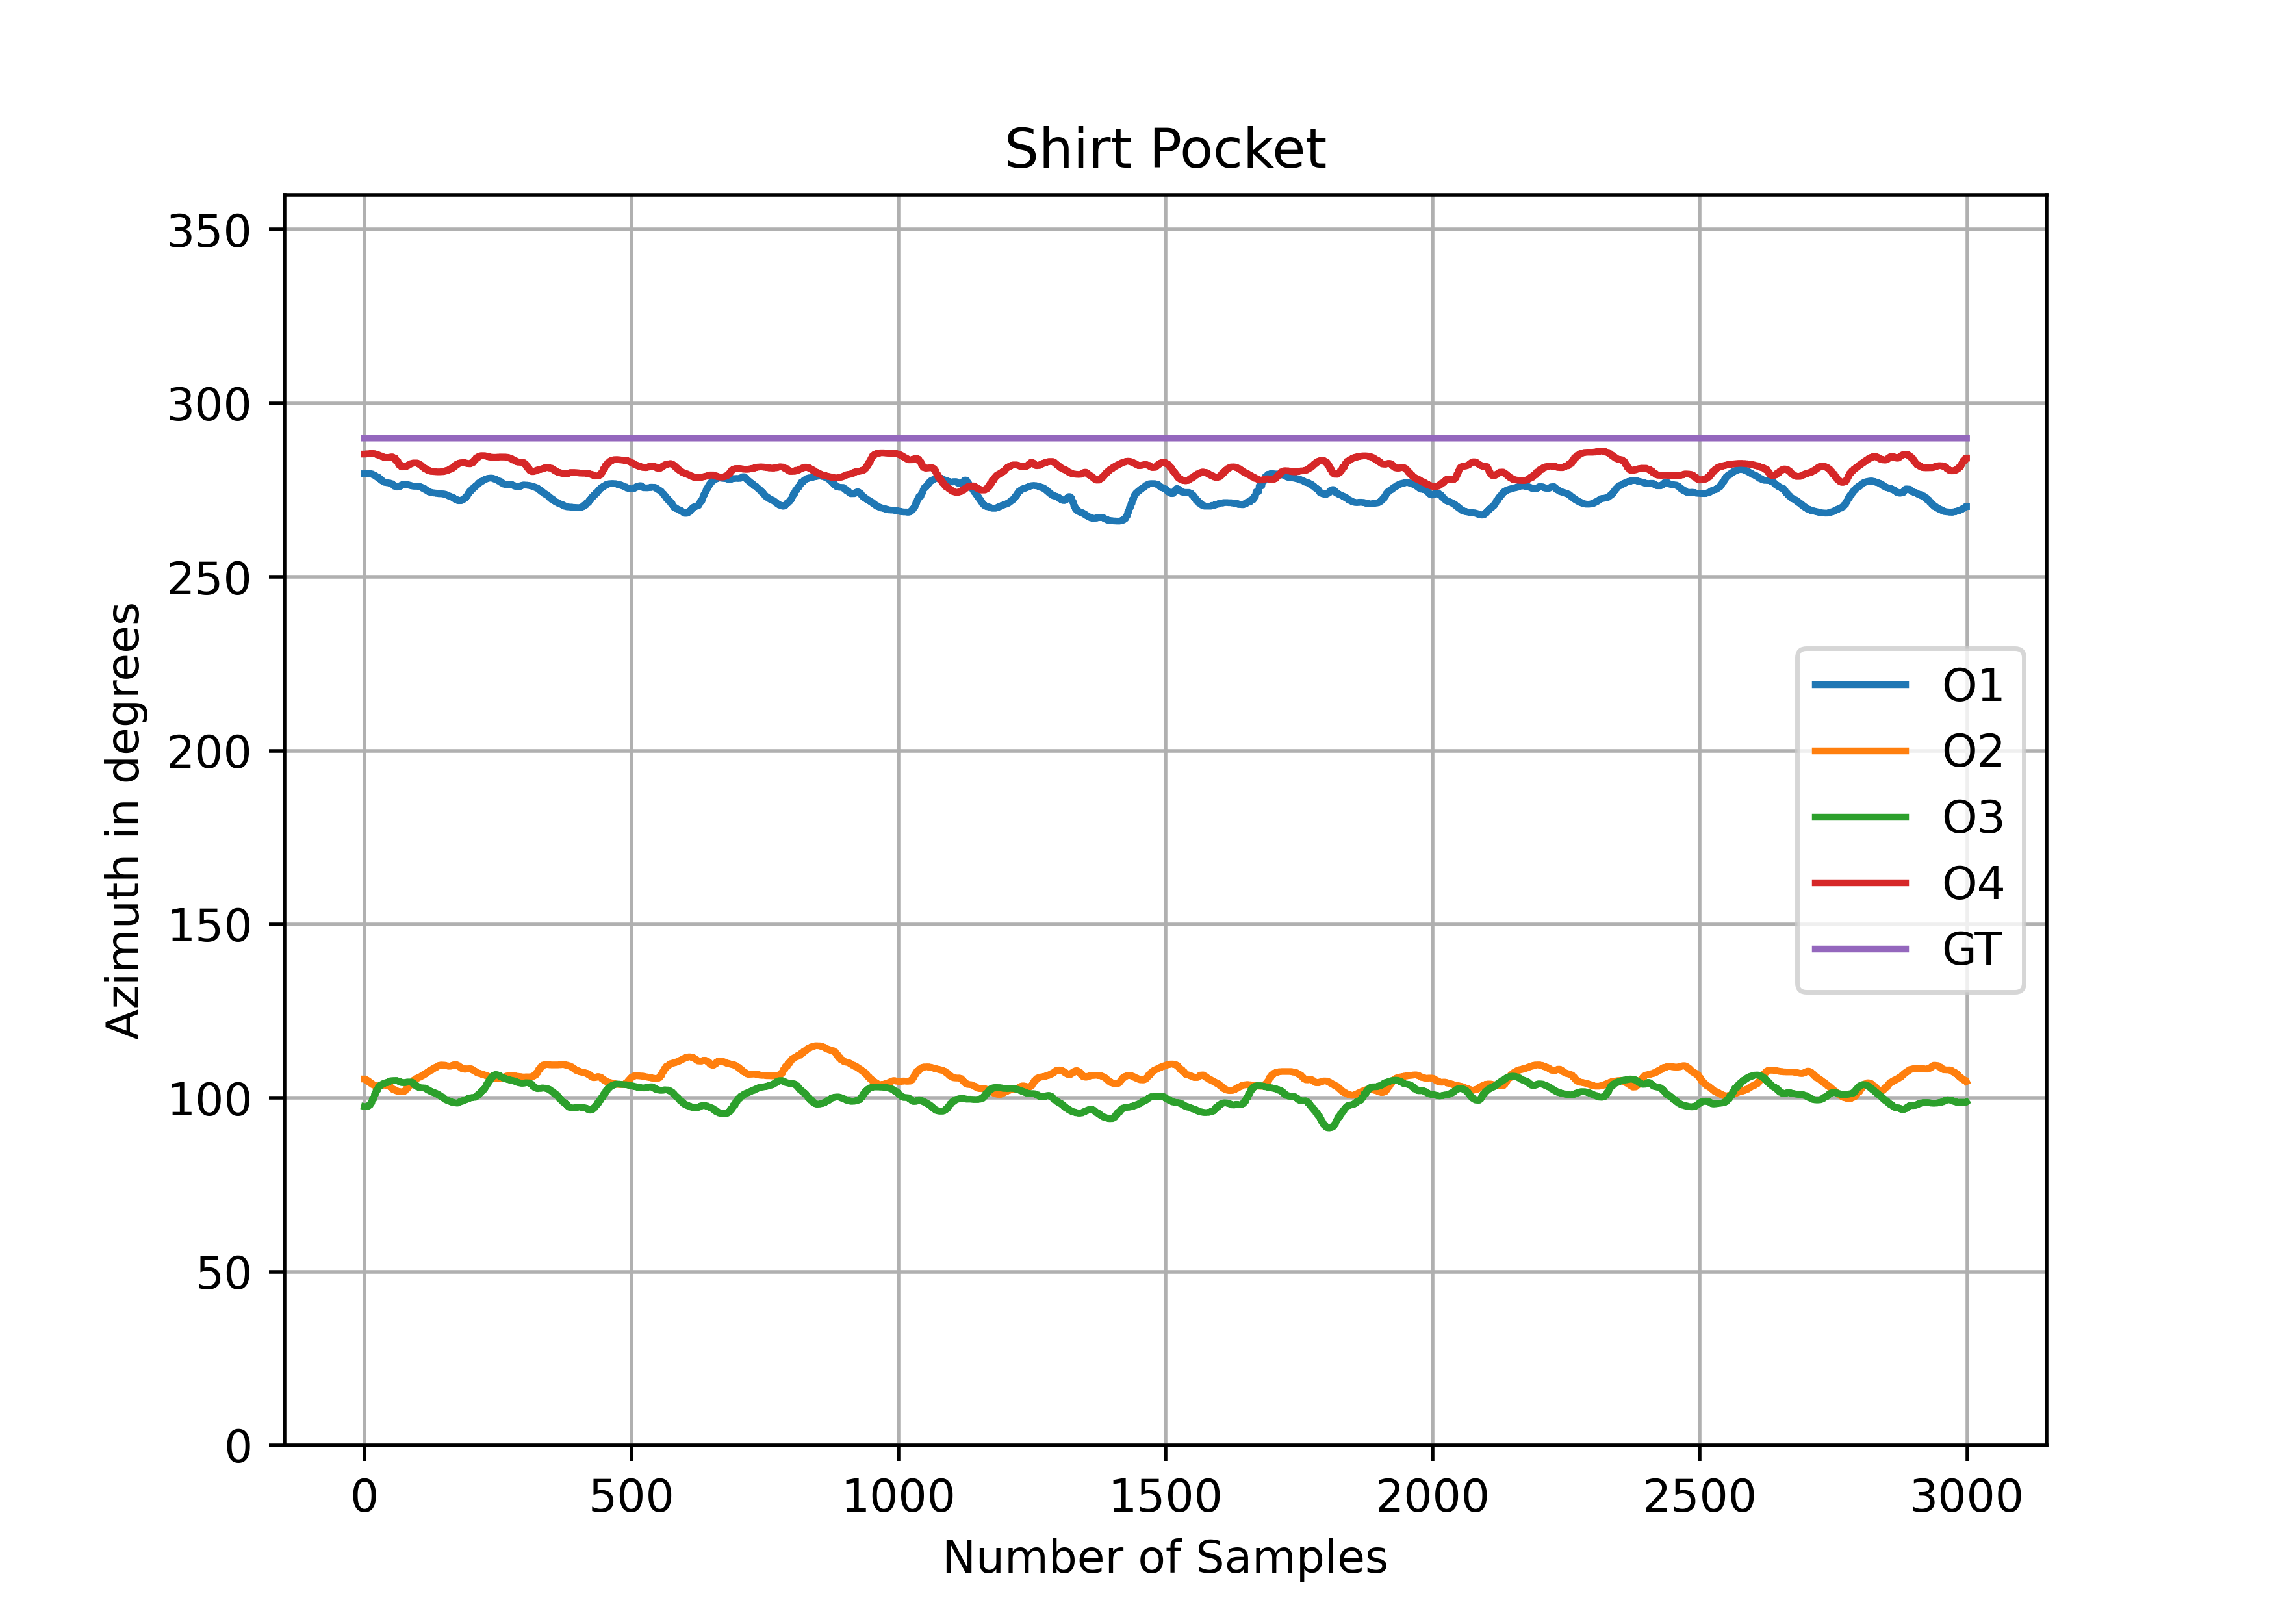 Shirt Pocket
Azimuth in degrees
350
300
250
200
150
100
50
0
O1
O2
O3
O4
GT
0 500 1000 1500 2000 2500 3000
Number of Samples